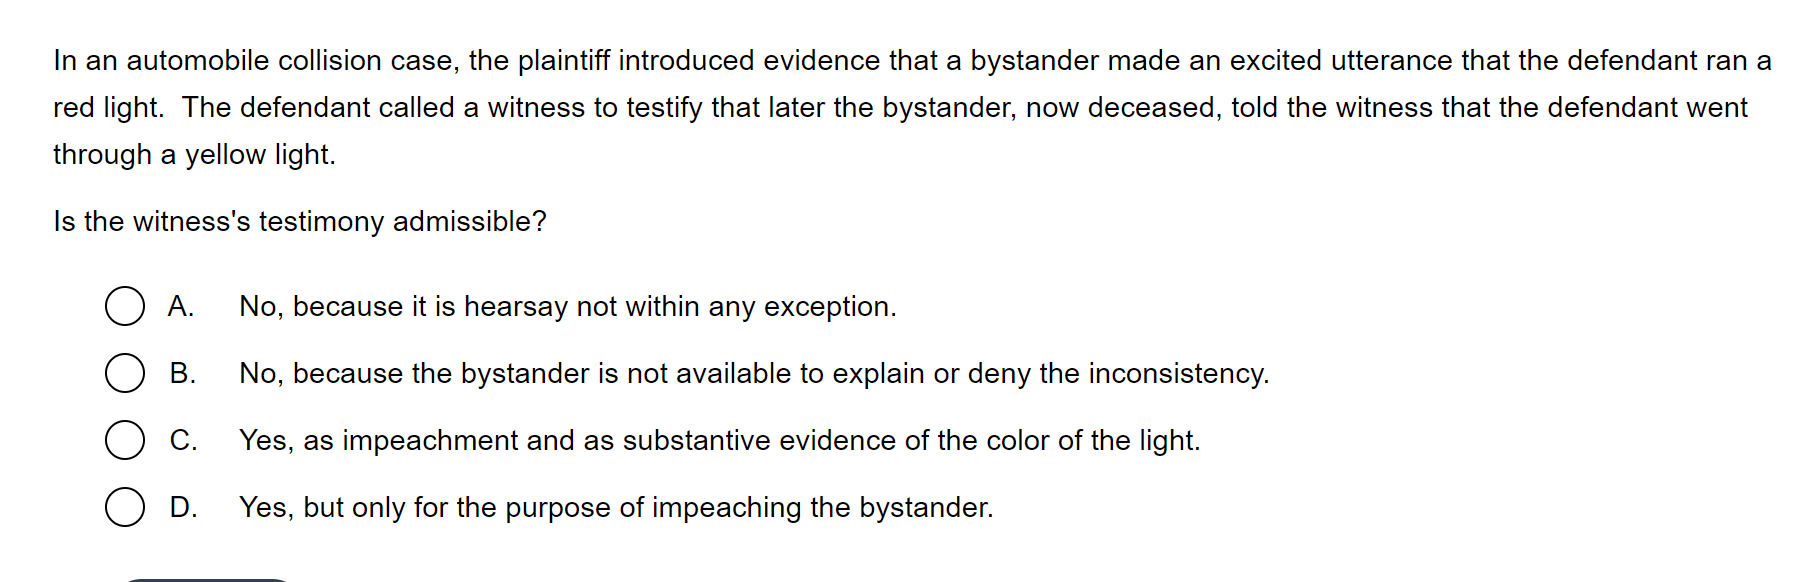 In an automobile collision case, the plaintiff introduced evidence that a bystander made an excited utterance that the defendant ran a
red light.  The defendant called a witness to testify that later the bystander, now deceased, told the witness that the defendant went
through a yellow light.
Is the witness's testimony admissible?
A. No, because it is hearsay not within any exception.
B. No, because the bystander is not available to explain or deny the inconsistency.
C. Yes, as impeachment and as substantive evidence of the color of the light.
D. Yes, but only for the purpose of impeaching the bystander.